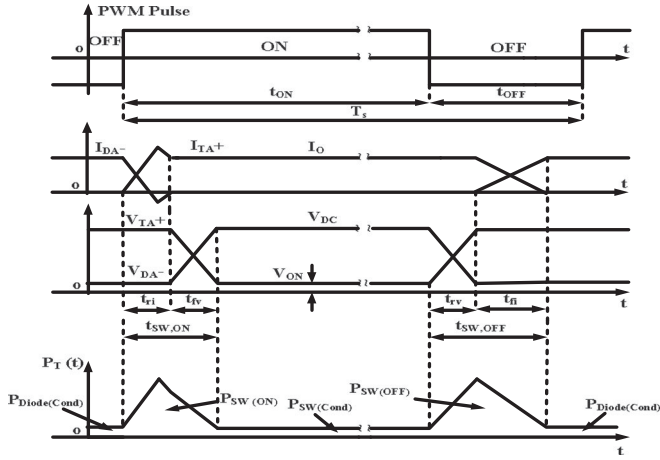 PWM Pulse
o OFF ON OFF t
tON tOFF
Ts
IDA- ITA+ IO
o t
VTA+ VDC
VDA- VON
o
tri tfv trv tfi t
tSW,ON tSW,OFF
PT (t)
PDiode(Cond) PSW (ON) PSW(Cond) PSW(OFF) PDiode(Cond)
o t